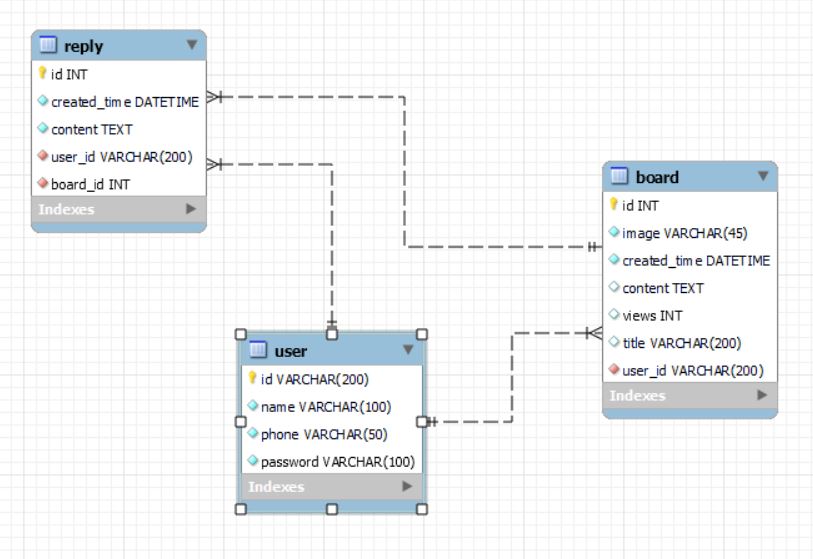 reply
id INT
created_time DATETIME
content TEXT
user_id VARCHAR(200)
board_id INT
Indexes
board
id INT
image VARCHAR(45)
created_time DATETIME
content TEXT
views INT
title VARCHAR(200)
user_id VARCHAR(200)
Indexes
user
id VARCHAR(200)
name VARCHAR(100)
phone VARCHAR(50)
password VARCHAR(100)
Indexes